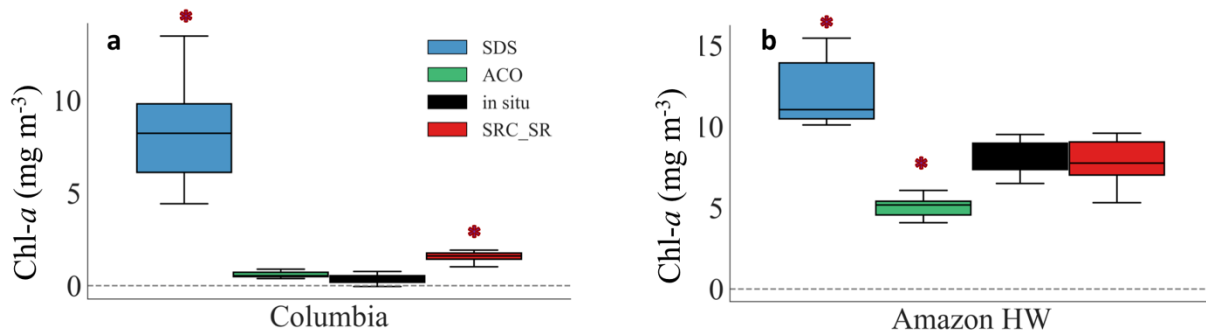 a
SDS
ACO
in situ
SRC_SR
10
5
0
Chl-a (mg m-3)
Columbia
b
15
10
5
0
Chl-a (mg m-3)
Amazon HW